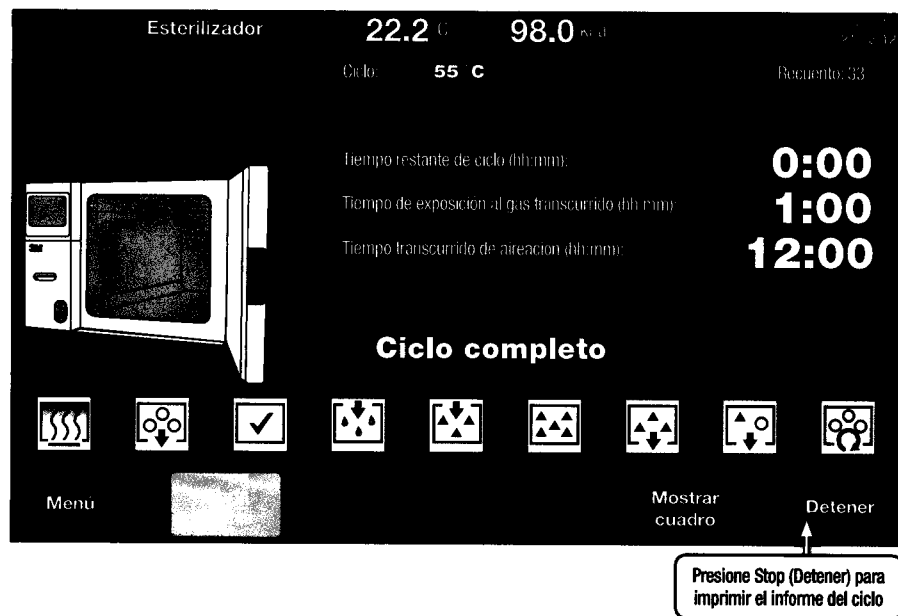 Esterilizador 22.2 C 98.0
Ciclo: 55 C Recuento: 33
Tiempo restante de ciclo (hh:mm): 0:00
Tiempo de exposición al gas transcurrido (hh:mm): 1:00
Tiempo transcurrido de aireacion (hh:mm): 12:00
3M
Ciclo completo
Menú
Mostrar
cuadro
Detener
Presione Stop (Detener) para
imprimir el informe del ciclo